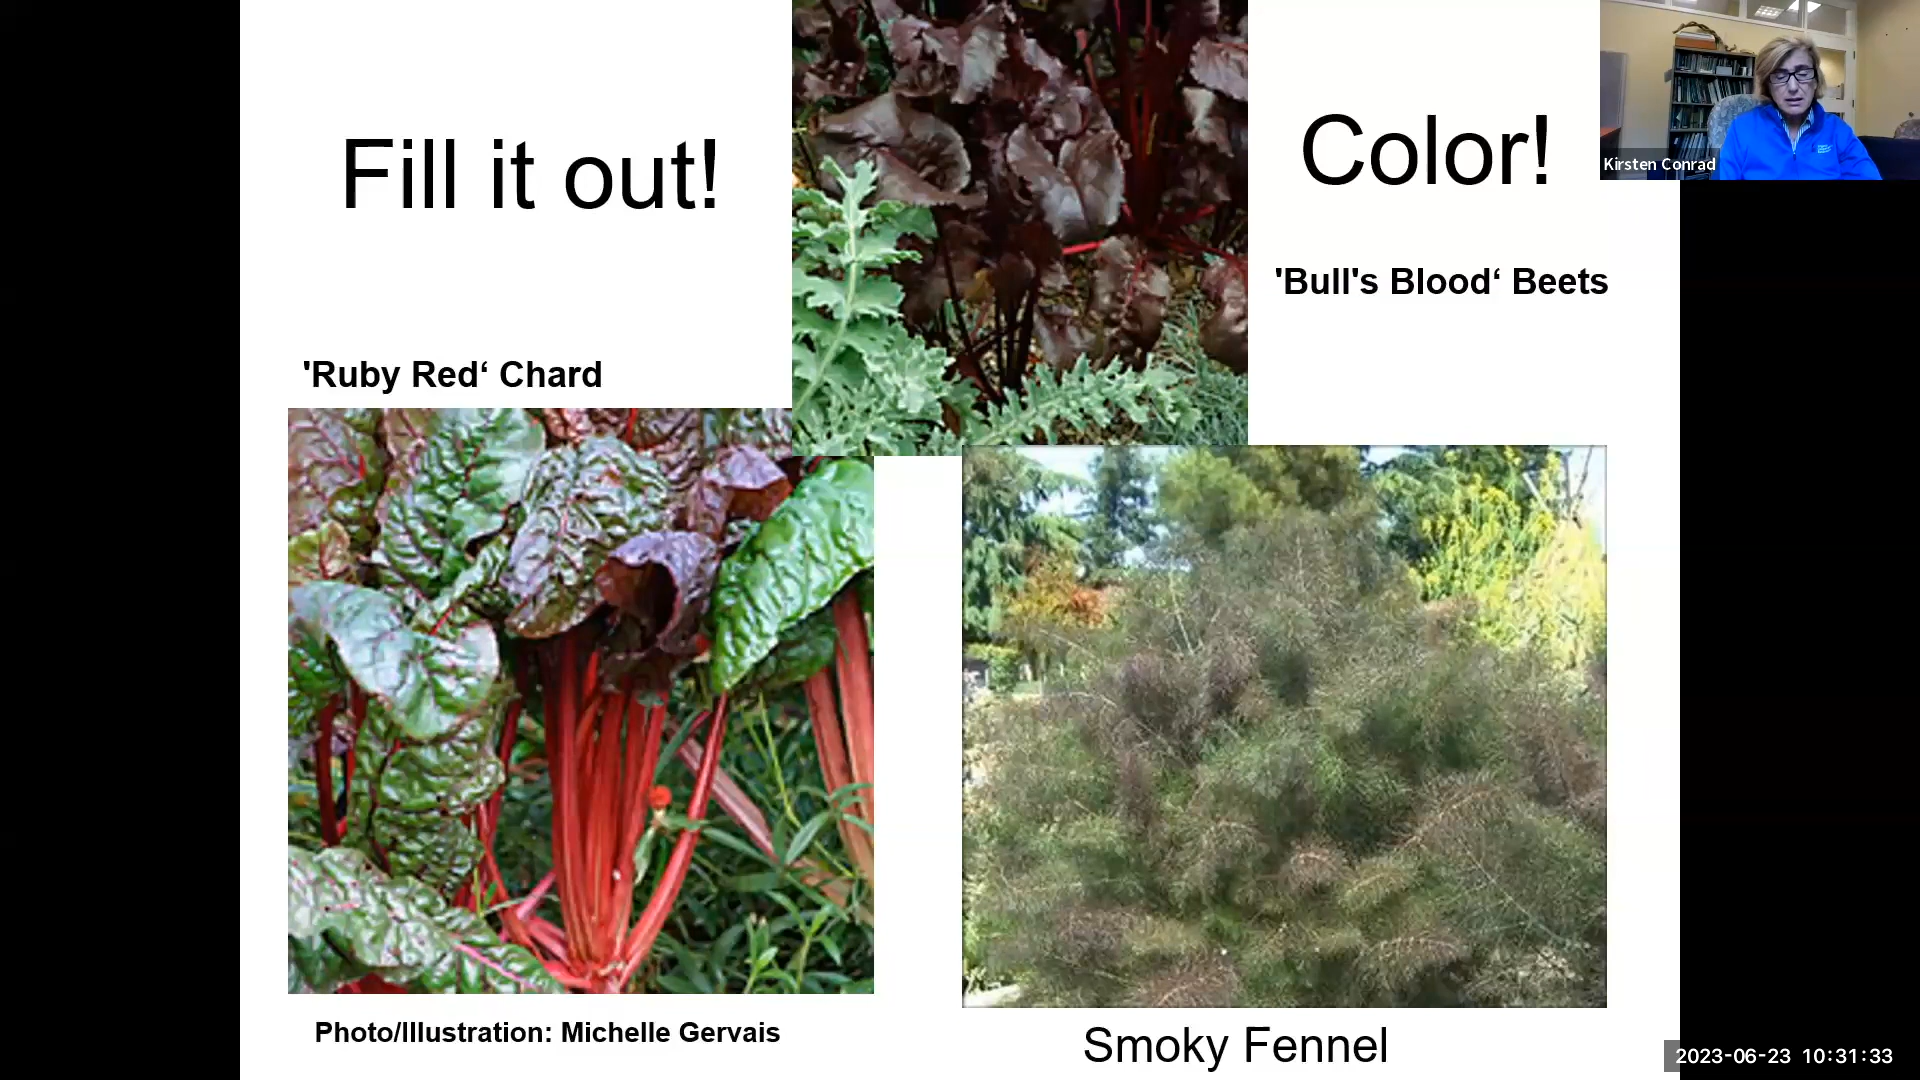 Fill it out!
Color!
Kirsten Conrad
'Bull's Blood‘ Beets
'Ruby Red‘ Chard
Photo/Illustration: Michelle Gervais
Smoky Fennel
2023-06-23 10:31:33